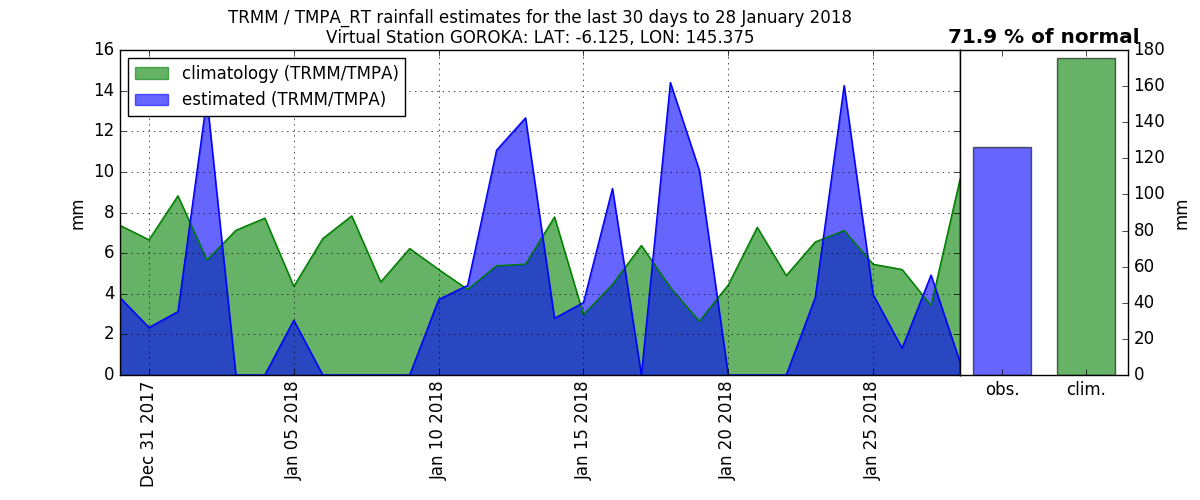 TRMM / TMPA_RT rainfall estimates for the last 30 days to 28 January 2018
Virtual Station GOROKA: LAT: -6.125, LON: 145.375
71.9 % of normal
climatology (TRMM/TMPA)
estimated (TRMM/TMPA)
16
14
12
10
8
6
4
2
0
mm
Dec 31 2017
Jan 05 2018
Jan 10 2018
Jan 15 2018
Jan 20 2018
Jan 25 2018
obs.
clim.
180
160
140
120
100
80
60
40
20
0
mm